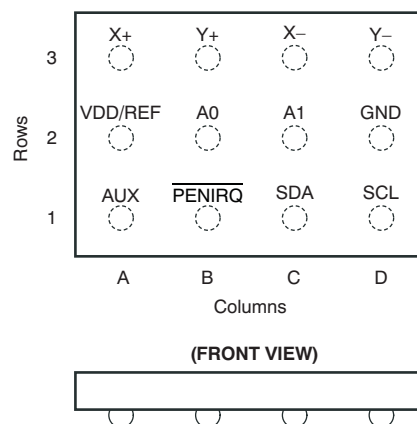 X+ Y+ X– Y–
3
VDD/REF A0 A1 GND
Rows 2
AUX PENIRQ SDA SCL
1
A B C D
Columns
(FRONT VIEW)